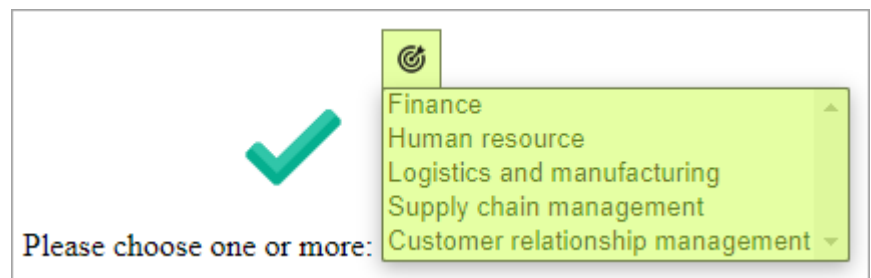 Finance
Human resource
Logistics and manufacturing
Supply chain management
Please choose one or more: Customer relationship management